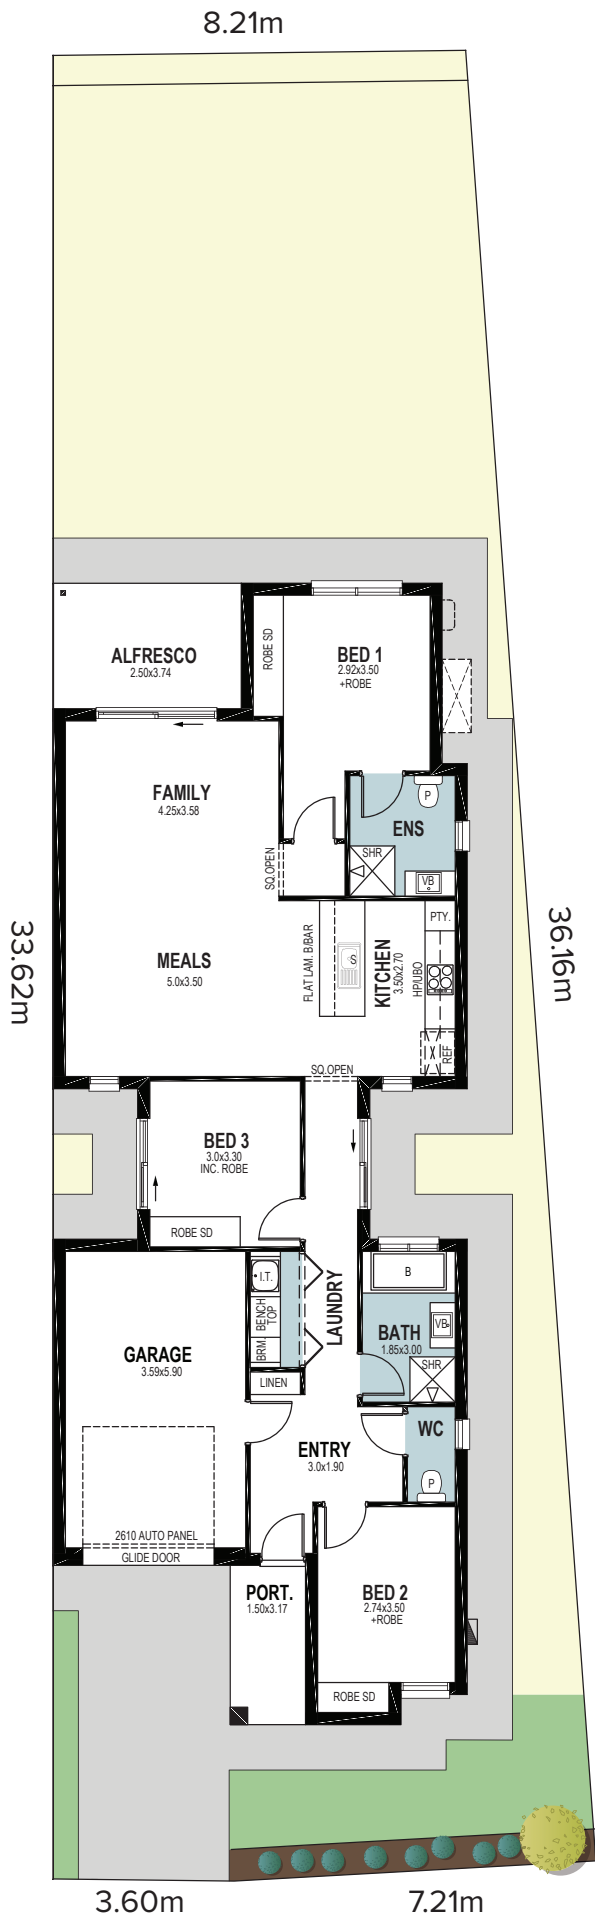 8.21m
ROBE SD
BED 1
2.92x3.50
+ROBE
ALFRESCO
2.50x3.74
FAMILY
4.25x3.58
P
ENS
SHR
VB
SQ.OPEN
33.62m
MEALS
5.0x3.50
FLAT LAM. B/BAR
S
KITCHEN
3.50x2.70
HP/UBO
PTY.
REF
36.16m
SQ.OPEN
BED 3
3.0x3.30
INC. ROBE
ROBE SD
I.T.
BENCH
TOP
BRM.
LAUNDRY
B
BATH
1.85x3.00
VB
SHR
GARAGE
3.59x5.90
LINEN
WC
P
ENTRY
3.0x1.90
2610 AUTO PANEL
GLIDE DOOR
PORT.
1.50x3.17
BED 2
2.74x3.50
+ROBE
ROBE SD
3.60m
7.21m